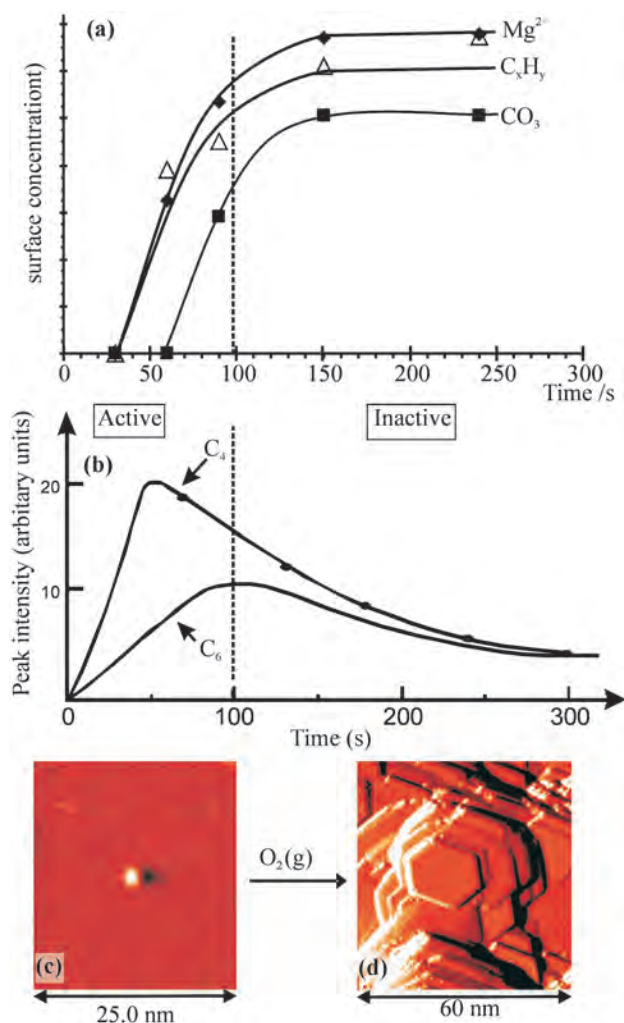 (a)
Mg²⁺
CₓHᵧ
CO₃
surface concentrationt)
0 50 100 150 200 250 300
Time /s
Active
Inactive
(b)
C₄
C₆
Peak intensity (arbitary units)
20
10
0 100 200 300
Time (s)
O₂(g)
(c)
(d)
25.0 nm
60 nm